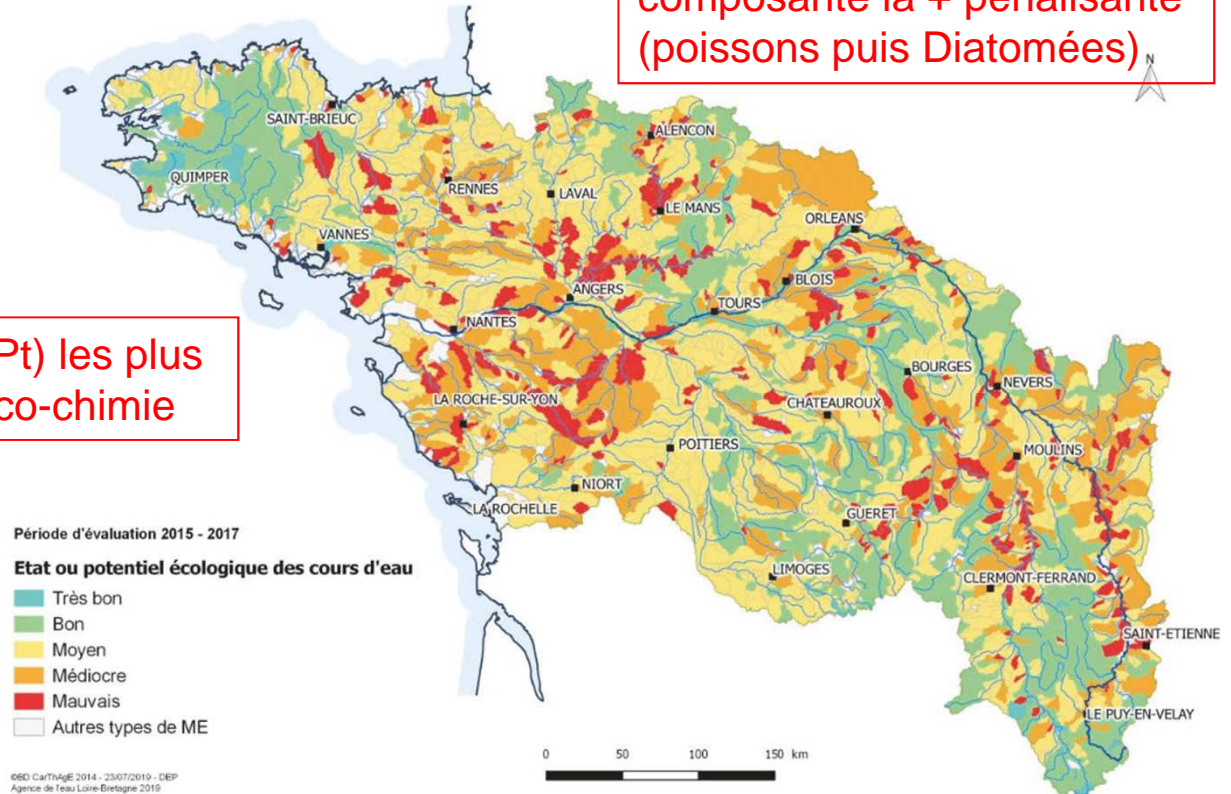 composante la + pénalisante
(poissons puis Diatomées)
N
SAINT-BRIEUC
ALENCON
QUIMPER
RENNES
LAVAL
LE MANS
ORLEANS
VANNES
BLOIS
ANGERS
TOURS
NANTES
Pt) les plus
co-chimie
BOURGES
NEVERS
LA ROCHE-SUR-YON
CHATEAUROUX
MOULINS
POITIERS
NIORT
LA ROCHELLE
GUERET
LIMOGES
CLERMONT-FERRAND
SAINT-ETIENNE
LE PUY-EN-VELAY
Période d'évaluation 2015 - 2017
Etat ou potentiel écologique des cours d'eau
Très bon
Bon
Moyen
Médiocre
Mauvais
Autres types de ME
0 50 100 150 km
©BD CarThAgE 2014 - 23/07/2019 - DEP
Agence de l'eau Loire-Bretagne 2019